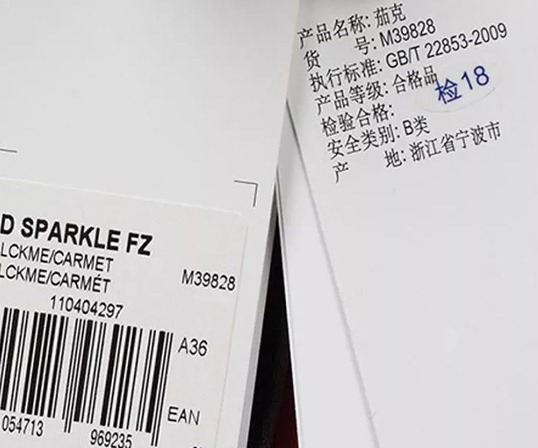 D SPARKLE FZ
LCKME/CARMET
LCKME/CARMÉT
M39828
110404297
A36
EAN
054713 969235
产品名称: 茄克
货 号: M39828
执行标准: GB/T 22853-2009
产品等级: 合格品
检验合格: 检18
安全类别: B类
产 地: 浙江省宁波市